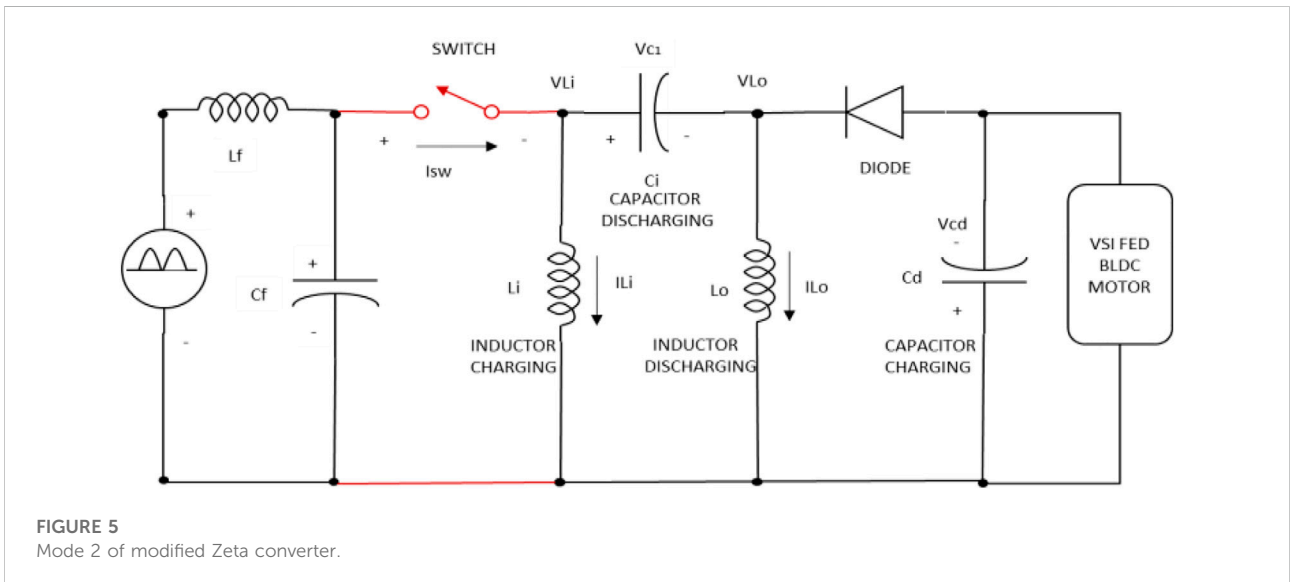 SWITCH
Vc1
VLi
VLo
Lf
+
-
+
-
Isw
Ci
CAPACITOR
DISCHARGING
DIODE
+
-
Cf
+
-
Li
ILi
Lo
ILo
Vcd
-
Cd
+
VSI FED
BLDC
MOTOR
INDUCTOR
CHARGING
INDUCTOR
DISCHARGING
CAPACITOR
CHARGING
FIGURE 5
Mode 2 of modified Zeta converter.